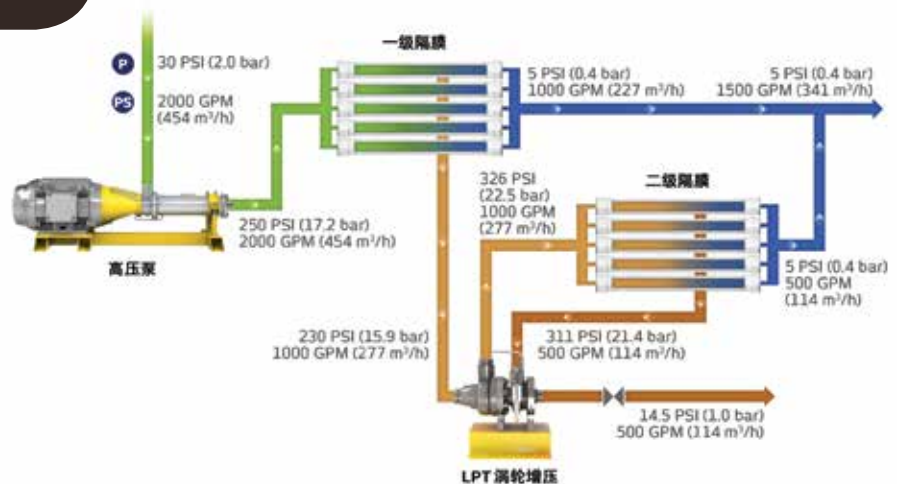 一级隔膜
P
30 PSI (2.0 bar)
PS
2000 GPM
(454 m³/h)
5 PSI (0.4 bar)
1000 GPM (227 m³/h)
5 PSI (0.4 bar)
1500 GPM (341 m³/h)
326 PSI
(22.5 bar)
1000 GPM
(277 m³/h)
二级隔膜
250 PSI (17.2 bar)
2000 GPM (454 m³/h)
高压泵
5 PSI (0.4 bar)
500 GPM
(114 m³/h)
230 PSI (15.9 bar)
1000 GPM (277 m³/h)
311 PSI (21.4 bar)
500 GPM (114 m³/h)
14.5 PSI (1.0 bar)
500 GPM (114 m³/h)
LPT 涡轮增压